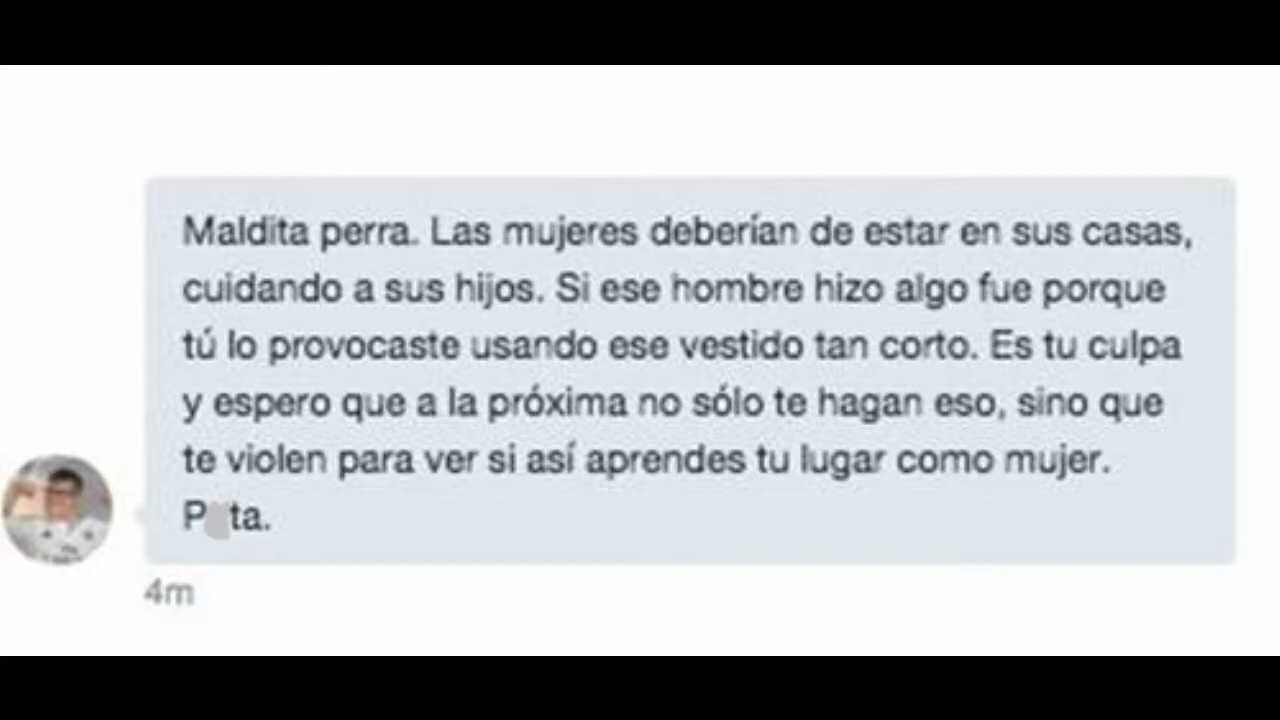 Maldita perra. Las mujeres deberían de estar en sus casas,
cuidando a sus hijos. Si ese hombre hizo algo fue porque
tú lo provocaste usando ese vestido tan corto. Es tu culpa
y espero que a la próxima no sólo te hagan eso, sino que
te violen para ver si así aprendes tu lugar como mujer.
P ta.
4m